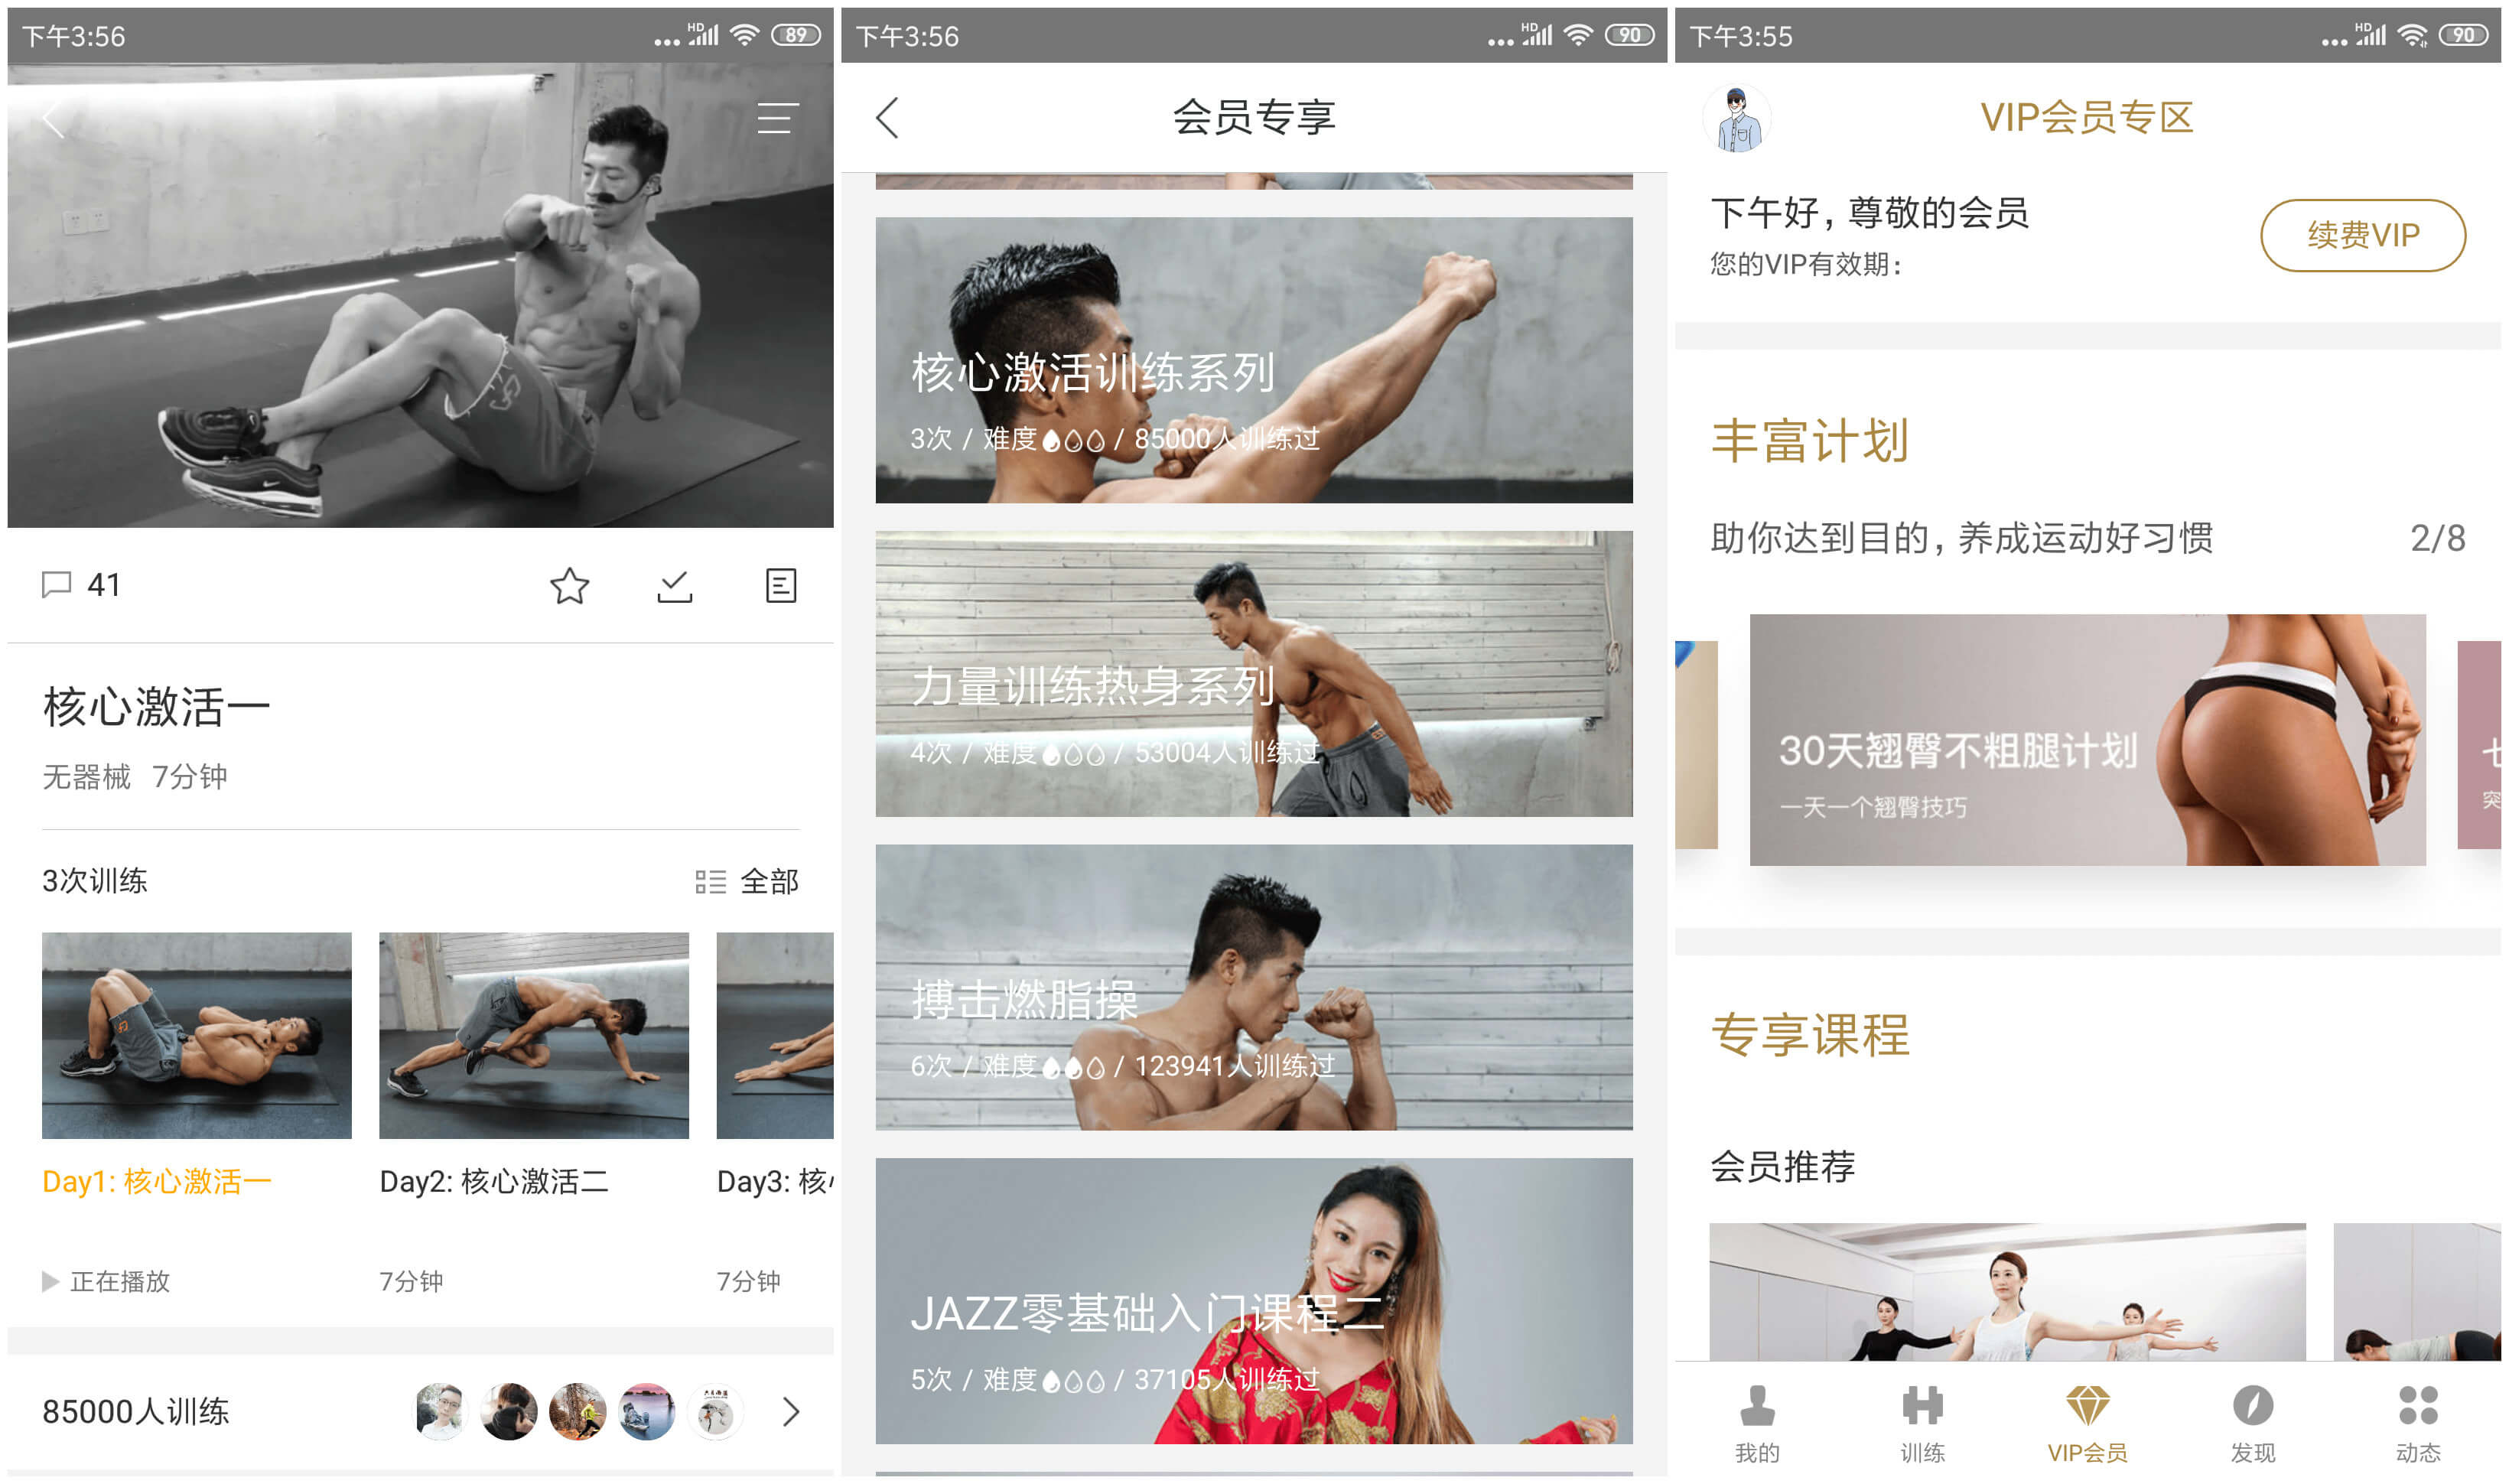 下午3:56
HD
89
41
核心激活一
无器械 7分钟
3次训练
全部
Day1: 核心激活一
Day2: 核心激活二
Day3: 核
正在播放
7分钟
7分钟
85000人训练
下午3:56
HD
90
会员专享
核心激活训练系列
3次 / 难度 / 85000人训练过
力量训练热身系列
4次 / 难度 / 53004人训练过
搏击燃脂操
6次 / 难度 / 123941人训练过
JAZZ零基础入门课程二
5次 / 难度 / 37105人训练过
下午3:55
HD
90
VIP会员专区
下午好，尊敬的会员
续费VIP
您的VIP有效期：
丰富计划
助你达到目的，养成运动好习惯
2/8
30天翘臀不粗腿计划
一天一个翘臀技巧
七
突
专享课程
会员推荐
我的
训练
VIP会员
发现
动态